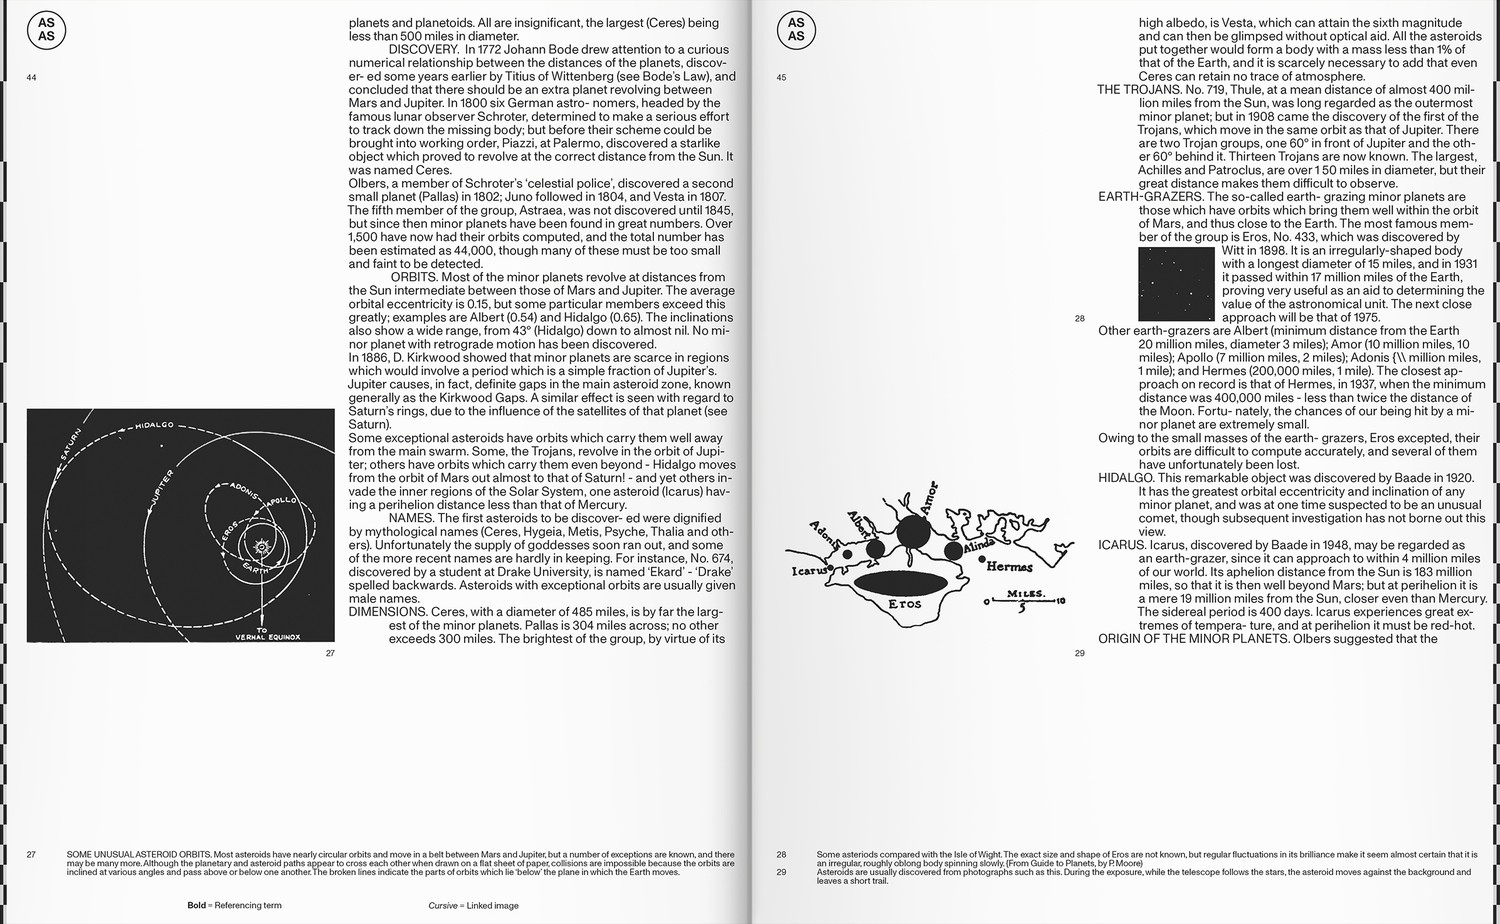 AS
AS
44
planets and planetoids. All are insignificant, the largest (Ceres) being
less than 500 miles in diameter.
DISCOVERY. In 1772 Johann Bode drew attention to a curious
numerical relationship between the distances of the planets, discov-
er- ed some years earlier by Titius of Wittenberg (see Bode's Law), and
concluded that there should be an extra planet revolving between
Mars and Jupiter. In 1800 six German astro- nomers, headed by the
famous lunar observer Schroter, determined to make a serious effort
to track down the missing body; but before their scheme could be
brought into working order, Piazzi, at Palermo, discovered a starlike
object which proved to revolve at the correct distance from the Sun. It
was named Ceres.
Olbers, a member of Schroter's 'celestial police', discovered a second
small planet (Pallas) in 1802; Juno followed in 1804, and Vesta in 1807.
The fifth member of the group, Astraea, was not discovered until 1845,
but since then minor planets have been found in great numbers. Over
1,500 have now had their orbits computed, and the total number has
been estimated as 44,000, though many of these must be too small
and faint to be detected.
ORBITS. Most of the minor planets revolve at distances from
the Sun intermediate between those of Mars and Jupiter. The average
orbital eccentricity is 0.15, but some particular members exceed this
greatly; examples are Albert (0.54) and Hidalgo (0.65). The inclinations
also show a wide range, from 43° (Hidalgo) down to almost nil. No mi-
nor planet with retrograde motion has been discovered.
In 1886, D. Kirkwood showed that minor planets are scarce in regions
which would involve a period which is a simple fraction of Jupiter's.
Jupiter causes, in fact, definite gaps in the main asteroid zone, known
generally as the Kirkwood Gaps. A similar effect is seen with regard to
Saturn's rings, due to the influence of the satellites of that planet (see
Saturn).
Some exceptional asteroids have orbits which carry them well away
from the main swarm. Some, the Trojans, revolve in the orbit of Jupi-
ter; others have orbits which carry them even beyond - Hidalgo moves
from the orbit of Mars out almost to that of Saturn! - and yet others in-
vade the inner regions of the Solar System, one asteroid (Icarus) hav-
ing a perihelion distance less than that of Mercury.
NAMES. The first asteroids to be discover- ed were dignified
by mythological names (Ceres, Hygeia, Metis, Psyche, Thalia and oth-
ers). Unfortunately the supply of goddesses soon ran out, and some
of the more recent names are hardly in keeping. For instance, No. 674,
discovered by a student at Drake University, is named 'Ekard' - 'Drake'
spelled backwards. Asteroids with exceptional orbits are usually given
male names.
DIMENSIONS. Ceres, with a diameter of 485 miles, is by far the larg-
est of the minor planets. Pallas is 304 miles across; no other
exceeds 300 miles. The brightest of the group, by virtue of its
SATURN
HIDALGO
JUPITER
ADONIS
APOLLO
EROS
EARTH
TO
VERNAL EQUINOX
27
27 SOME UNUSUAL ASTEROID ORBITS. Most asteroids have nearly circular orbits and move in a belt between Mars and Jupiter, but a number of exceptions are known, and there
may be many more. Although the planetary and asteroid paths appear to cross each other when drawn on a flat sheet of paper, collisions are impossible because the orbits are
inclined at various angles and pass above or below one another. The broken lines indicate the parts of orbits which lie 'below' the plane in which the Earth moves.
Bold = Referencing term
Cursive = Linked image
AS
AS
45
high albedo, is Vesta, which can attain the sixth magnitude
and can then be glimpsed without optical aid. All the asteroids
put together would form a body with a mass less than 1% of
that of the Earth, and it is scarcely necessary to add that even
Ceres can retain no trace of atmosphere.
THE TROJANS. No. 719, Thule, at a mean distance of almost 400 mil-
lion miles from the Sun, was long regarded as the outermost
minor planet; but in 1908 came the discovery of the first of the
Trojans, which move in the same orbit as that of Jupiter. There
are two Trojan groups, one 60° in front of Jupiter and the oth-
er 60° behind it. Thirteen Trojans are now known. The largest,
Achilles and Patroclus, are over 1 50 miles in diameter, but their
great distance makes them difficult to observe.
EARTH-GRAZERS. The so-called earth- grazing minor planets are
those which have orbits which bring them well within the orbit
of Mars, and thus close to the Earth. The most famous mem-
ber of the group is Eros, No. 433, which was discovered by
Witt in 1898. It is an irregularly-shaped body
with a longest diameter of 15 miles, and in 1931
it passed within 17 million miles of the Earth,
proving very useful as an aid to determining the
value of the astronomical unit. The next close
approach will be that of 1975.
28
Other earth-grazers are Albert (minimum distance from the Earth
20 million miles, diameter 3 miles); Amor (10 million miles, 10
miles); Apollo (7 million miles, 2 miles); Adonis {\\ million miles,
1 mile); and Hermes (200,000 miles, 1 mile). The closest ap-
proach on record is that of Hermes, in 1937, when the minimum
distance was 400,000 miles - less than twice the distance of
the Moon. Fortu- nately, the chances of our being hit by a mi-
nor planet are extremely small.
Owing to the small masses of the earth- grazers, Eros excepted, their
orbits are difficult to compute accurately, and several of them
have unfortunately been lost.
HIDALGO. This remarkable object was discovered by Baade in 1920.
It has the greatest orbital eccentricity and inclination of any
minor planet, and was at one time suspected to be an unusual
comet, though subsequent investigation has not borne out this
view.
ICARUS. Icarus, discovered by Baade in 1948, may be regarded as
an earth-grazer, since it can approach to within 4 million miles
of our world. Its aphelion distance from the Sun is 183 million
miles, so that it is then well beyond Mars; but at perihelion it is
a mere 19 million miles from the Sun, closer even than Mercury.
The sidereal period is 400 days. Icarus experiences great ex-
tremes of tempera- ture, and at perihelion it must be red-hot.
ORIGIN OF THE MINOR PLANETS. Olbers suggested that the
Icarus
Adonis
Albert
Amor
Alinda
Hermes
Eros
MILES.
0 5 10
29
28 Some asteriods compared with the Isle of Wight. The exact size and shape of Eros are not known, but regular fluctuations in its brilliance make it seem almost certain that it is
an irregular, roughly oblong body spinning slowly. (From Guide to Planets, by P. Moore)
29 Asteroids are usually discovered from photographs such as this. During the exposure, while the telescope follows the stars, the asteroid moves against the background and
leaves a short trail.